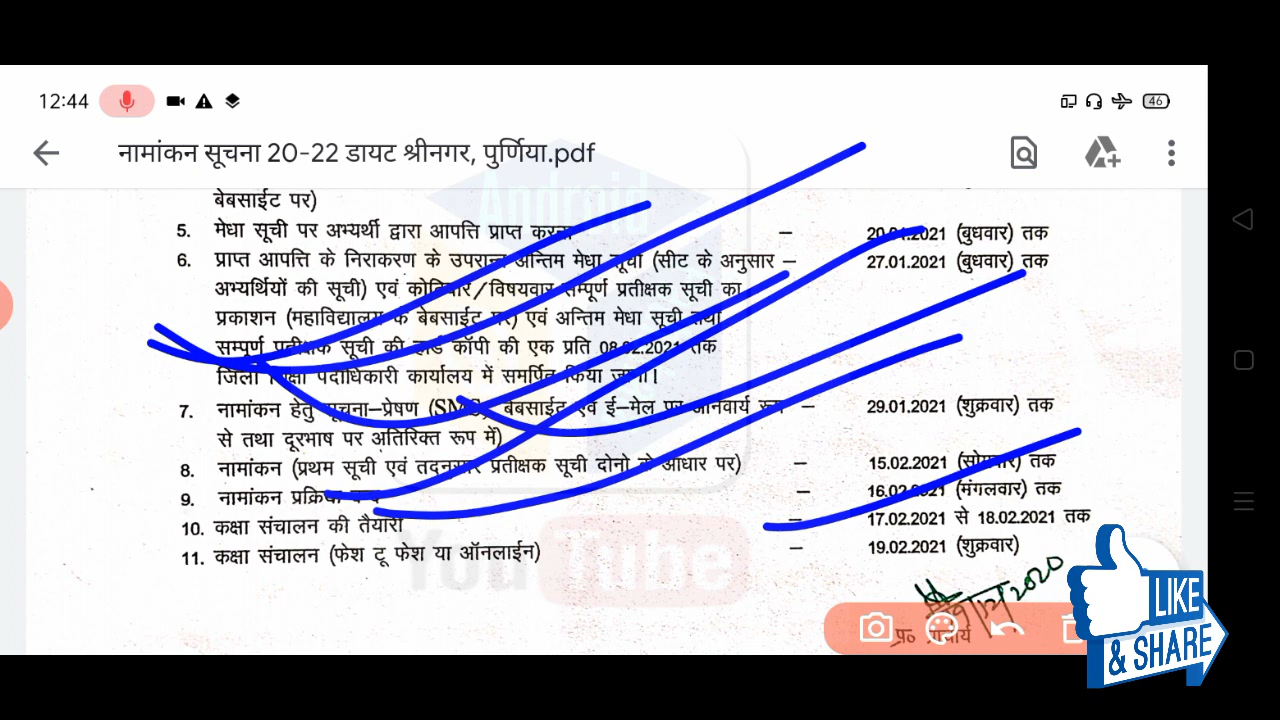 12:44
46
नामांकन सूचना 20-22 डायट श्रीनगर, पुर्णिया.pdf
Android
बेबसाईट पर)
5. मेधा सूची पर अभ्यर्थी द्वारा आपत्ति प्राप्त करना – 20.01.2021 (बुधवार) तक
6. प्राप्त आपत्ति के निराकरण के उपरान्त अन्तिम मेधा सूची (सीट के अनुसार – 27.01.2021 (बुधवार) तक
अभ्यर्थियों की सूची) एवं कोटिवार/विषयवार सम्पूर्ण प्रतीक्षक सूची का
प्रकाशन (महाविद्यालय के बेबसाईट पर) एवं अन्तिम मेधा सूची तथा
सम्पूर्ण प्रतीक्षक सूची की हार्ड कॉपी की एक प्रति 08.02.2021 तक
जिला शिक्षा पदाधिकारी कार्यालय में समर्पित किया जाना।
7. नामांकन हेतु सूचना–प्रेषण (SMS, बेबसाईट एवं ई–मेल पर अनिवार्य रूप – 29.01.2021 (शुक्रवार) तक
से तथा दूरभाष पर अतिरिक्त रूप में)
8. नामांकन (प्रथम सूची एवं तदनुसार प्रतीक्षक सूची दोनो के आधार पर) – 15.02.2021 (सोमवार) तक
9. नामांकन प्रक्रिया बन्द – 16.02.2021 (मंगलवार) तक
10. कक्षा संचालन की तैयारी – 17.02.2021 से 18.02.2021 तक
11. कक्षा संचालन (फेश टू फेश या ऑनलाईन) – 19.02.2021 (शुक्रवार)
YouTube
प्र०
LIKE
& SHARE